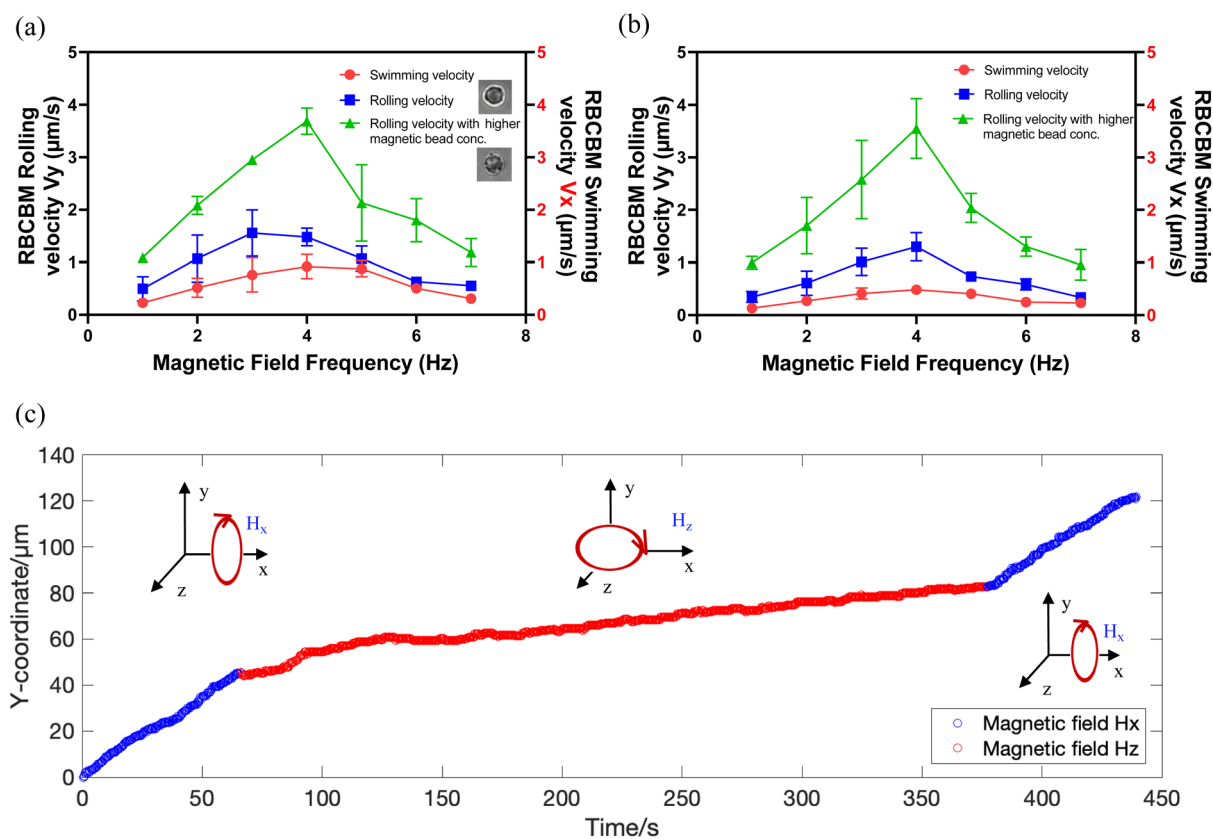 (a)
RBCBM Rolling
velocity Vy (μm/s)
5
4
3
2
1
0
0
2
4
6
8
Magnetic Field Frequency (Hz)
Swimming velocity
Rolling velocity
Rolling velocity with higher
magnetic bead conc.
5
4
3
2
1
0
RBCBM Swimming
velocity Vx (μm/s)
(b)
RBCBM Rolling
velocity Vy (μm/s)
5
4
3
2
1
0
0
2
4
6
8
Magnetic Field Frequency (Hz)
Swimming velocity
Rolling velocity
Rolling velocity with higher
magnetic bead conc.
5
4
3
2
1
0
RBCBM Swimming
velocity Vx (μm/s)
(c)
Y-coordinate/μm
140
120
100
80
60
40
20
0
y
Hx
x
z
y
Hz
x
z
y
Hx
x
z
Magnetic field Hx
Magnetic field Hz
0
50
100
150
200
250
300
350
400
450
Time/s